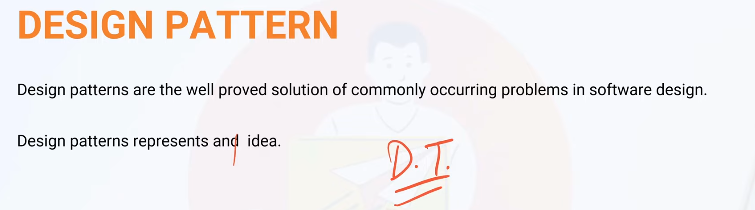 DESIGN PATTERN
Design patterns are the well proved solution of commonly occurring problems in software design.
Design patterns represents and idea.
D.T.